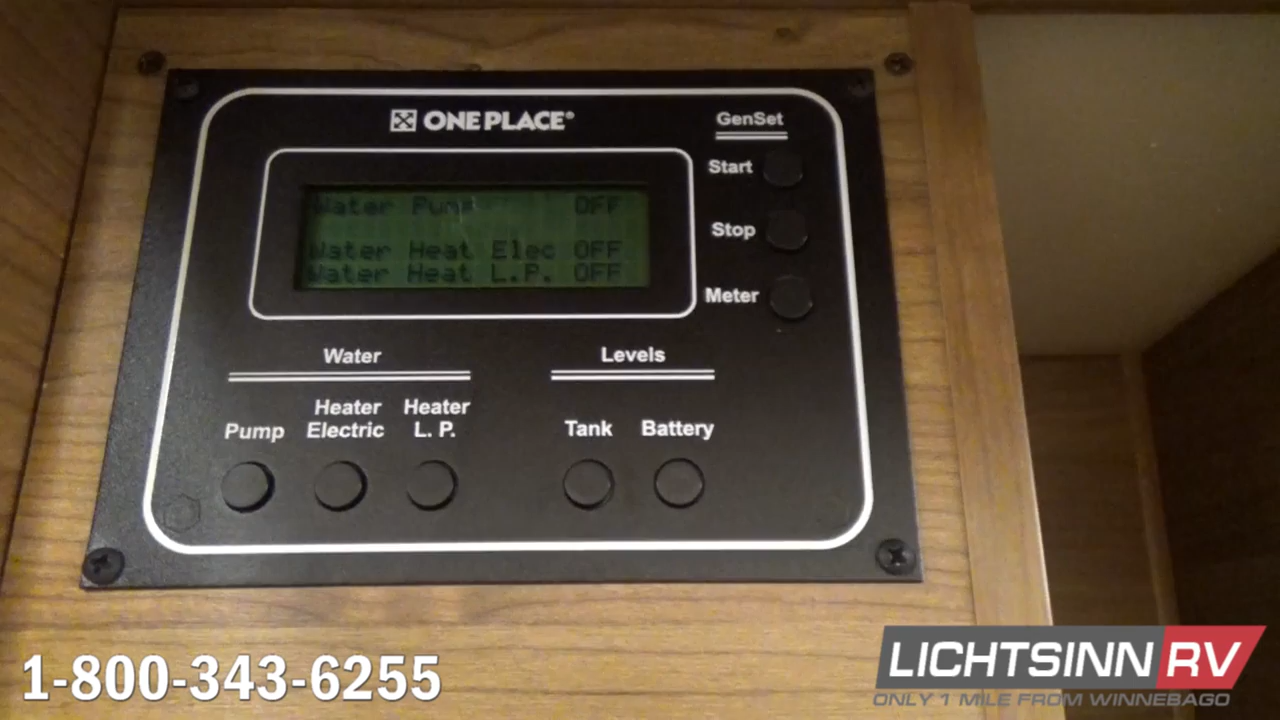 ONE PLACE®
GenSet
Start
Water Pump OFF
Stop
Water Heat Elec OFF
Water Heat L.P. OFF
Meter
Water
Levels
Pump
Heater Electric
Heater L. P.
Tank
Battery
1-800-343-6255
LICHTSINN RV
ONLY 1 MILE FROM WINNEBAGO